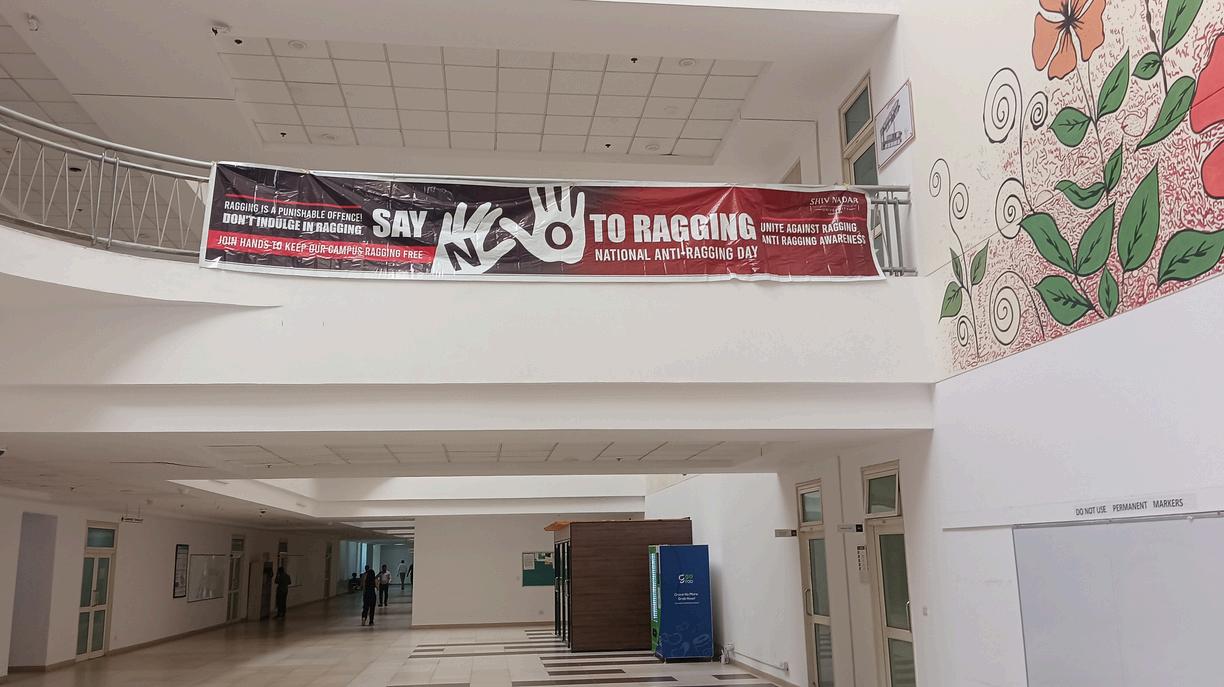 RAGGING IS A PUNISHABLE OFFENCE!
DON'T INDULGE IN RAGGING
JOIN HANDS TO KEEP OUR CAMPUS RAGGING FREE
SAY
NO
TO RAGGING
NATIONAL ANTI-RAGGING DAY
SHIV NADAR
UNITE AGAINST RAGGING,
ANTI RAGGING AWARENESS
DO NOT USE PERMANENT MARKERS